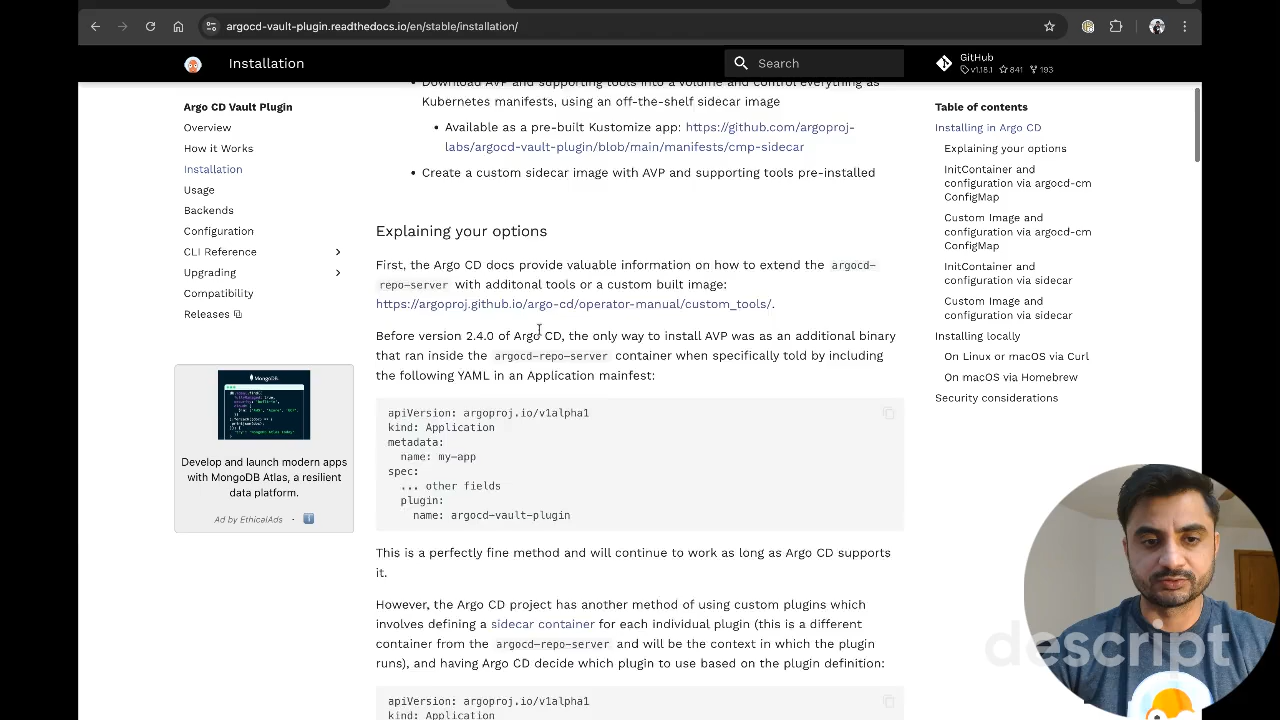 argocd-vault-plugin.readthedocs.io/en/stable/installation/
Installation
Search
GitHub
v1.18.1 841 193
Argo CD Vault Plugin
Overview
How it Works
Installation
Usage
Backends
Configuration
CLI Reference
Upgrading
Compatibility
Releases
MongoDB
Develop and launch modern apps
with MongoDB Atlas, a resilient
data platform.
Ad by EthicalAds ·
Download AVP and supporting tools into a volume and control everything as
Kubernetes manifests, using an off-the-shelf sidecar image
Available as a pre-built Kustomize app: https://github.com/argoproj-
labs/argocd-vault-plugin/blob/main/manifests/cmp-sidecar
Create a custom sidecar image with AVP and supporting tools pre-installed
Explaining your options
First, the Argo CD docs provide valuable information on how to extend the argocd-
repo-server with additonal tools or a custom built image:
https://argoproj.github.io/argo-cd/operator-manual/custom_tools/.
Before version 2.4.0 of Argo CD, the only way to install AVP was as an additional binary
that ran inside the argocd-repo-server container when specifically told by including
the following YAML in an Application mainfest:
apiVersion: argoproj.io/v1alpha1
kind: Application
metadata:
name: my-app
spec:
... other fields
plugin:
name: argocd-vault-plugin
This is a perfectly fine method and will continue to work as long as Argo CD supports
it.
However, the Argo CD project has another method of using custom plugins which
involves defining a sidecar container for each individual plugin (this is a different
container from the argocd-repo-server and will be the context in which the plugin
runs), and having Argo CD decide which plugin to use based on the plugin definition:
apiVersion: argoproj.io/v1alpha1
kind: Application
Table of contents
Installing in Argo CD
Explaining your options
InitContainer and
configuration via argocd-cm
ConfigMap
Custom Image and
configuration via argocd-cm
ConfigMap
InitContainer and
configuration via sidecar
Custom Image and
configuration via sidecar
Installing locally
On Linux or macOS via Curl
On macOS via Homebrew
Security considerations
descript